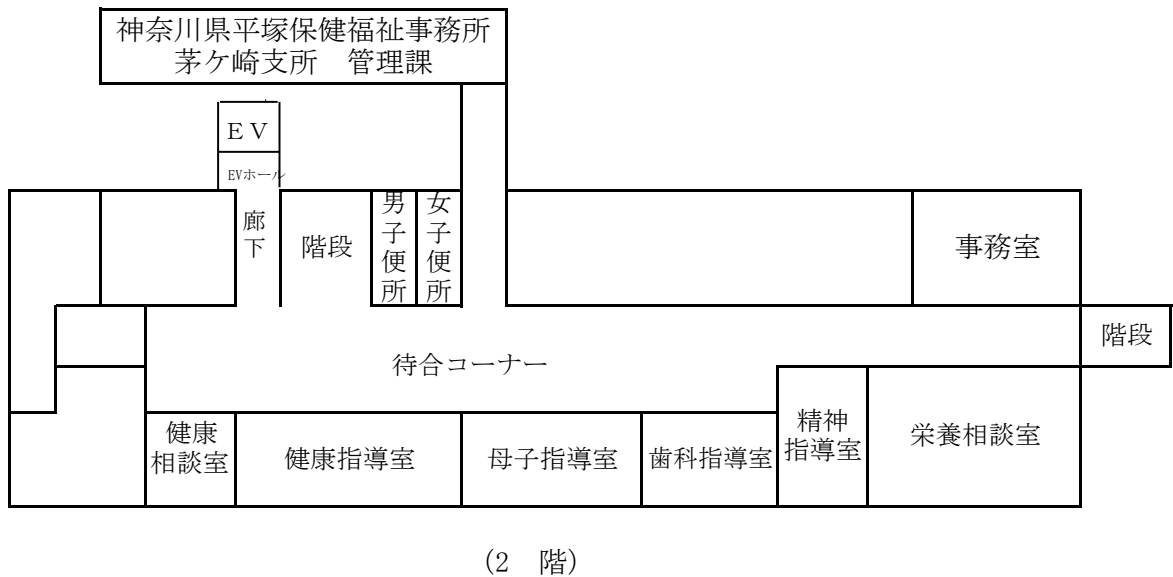 神奈川県平塚保健福祉事務所
茅ケ崎支所　管理課
ＥＶ
EVホール
廊下
階段
男子便所
女子便所
事務室
階段
待合コーナー
健康
相談室
健康指導室
母子指導室
歯科指導室
精神
指導室
栄養相談室
(2　階)